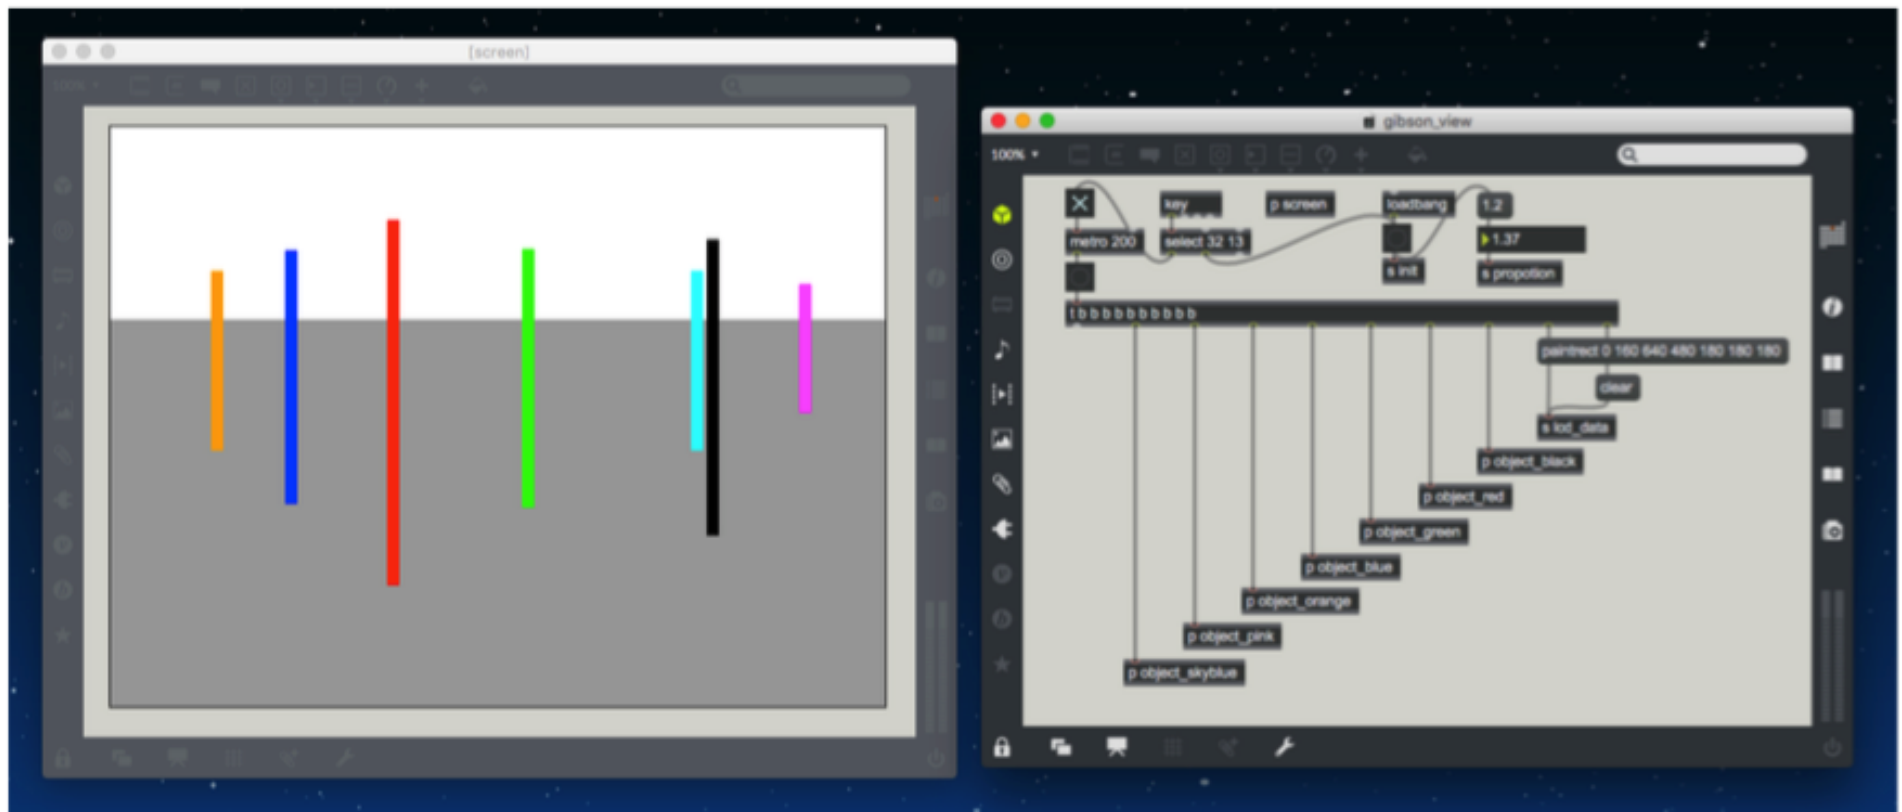 [screen]
100%
gibson_view
100%
key
p screen
loadbang
1.2
metro 200
select 32 13
1.37
s init
s propotion
t b b b b b b b b b b
paintrect 0 160 640 480 180 180 180
clear
s lcd_data
p object_black
p object_red
p object_green
p object_blue
p object_orange
p object_pink
p object_skyblue